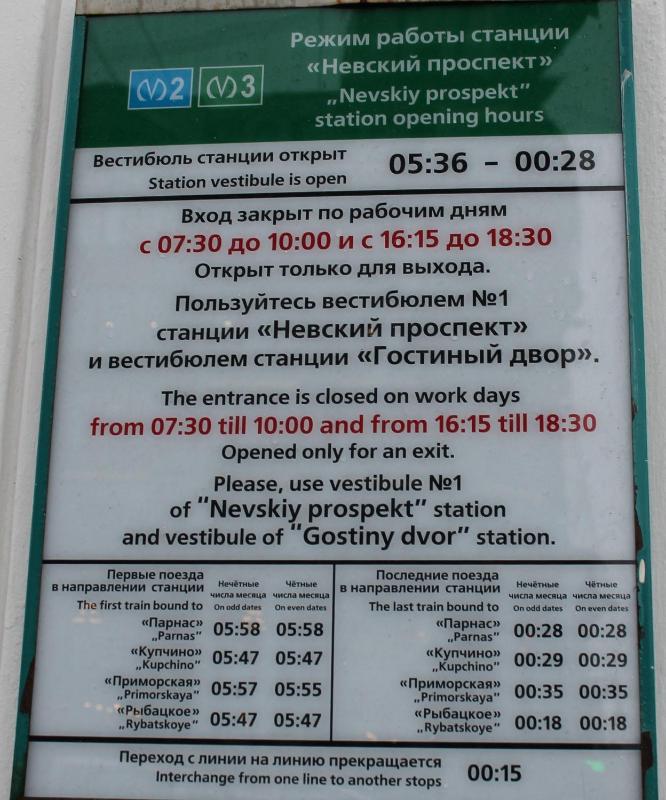 Режим работы станции
«Невский проспект»
2 3
„Nevskiy prospekt”
station opening hours
Вестибюль станции открыт 05:36 – 00:28
Station vestibule is open
Вход закрыт по рабочим дням
с 07:30 до 10:00 и с 16:15 до 18:30
Открыт только для выхода.
Пользуйтесь вестибюлем №1
станции «Невский проспект»
и вестибюлем станции «Гостиный двор».
The entrance is closed on work days
from 07:30 till 10:00 and from 16:15 till 18:30
Opened only for an exit.
Please, use vestibule №1
of "Nevskiy prospekt" station
and vestibule of "Gostiny dvor" station.
Первые поезда
в направлении станции
The first train bound to
Нечётные числа месяца
On odd dates
Чётные числа месяца
On even dates
«Парнас» 05:58 05:58
„Parnas”
«Купчино» 05:47 05:47
„Kupchino”
«Приморская» 05:57 05:55
„Primorskaya”
«Рыбацкое» 05:47 05:47
„Rybatskoye”
Последние поезда
в направлении станции
The last train bound to
Нечётные числа месяца
On odd dates
Чётные числа месяца
On even dates
«Парнас» 00:28 00:28
„Parnas”
«Купчино» 00:29 00:29
„Kupchino”
«Приморская» 00:35 00:35
„Primorskaya”
«Рыбацкое» 00:18 00:18
„Rybatskoye”
Переход с линии на линию прекращается 00:15
Interchange from one line to another stops